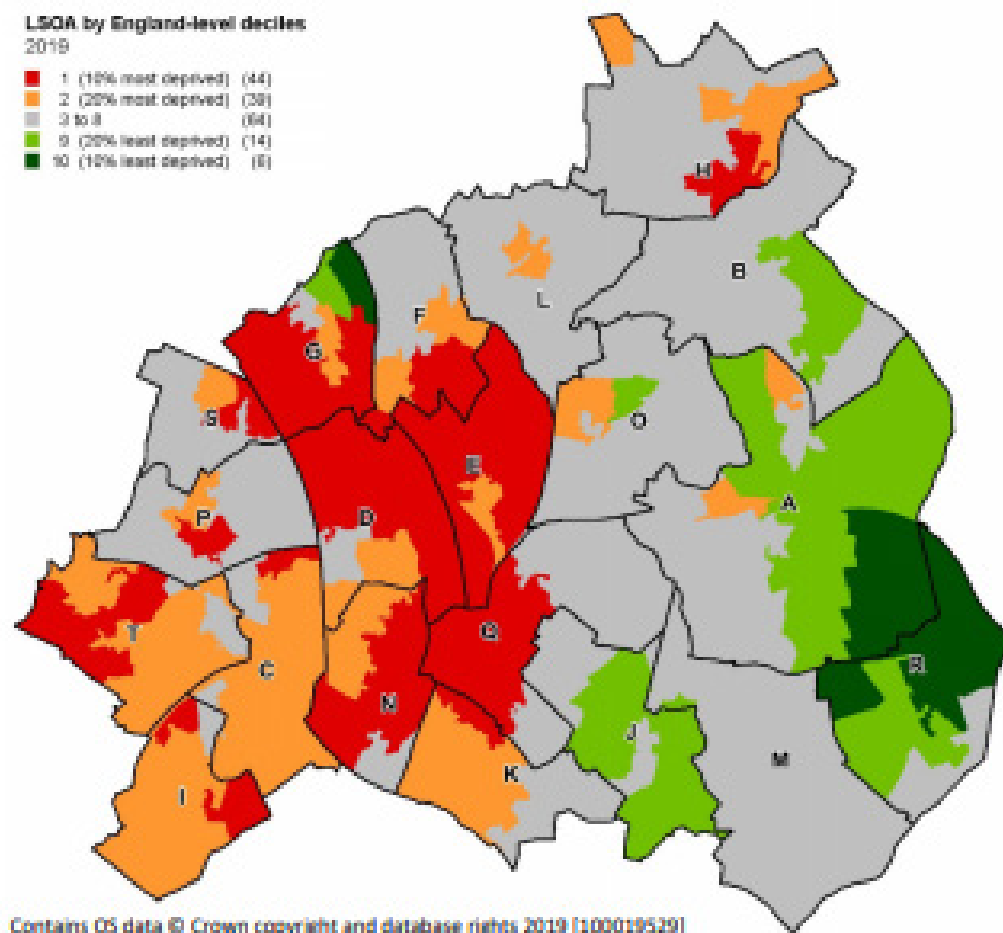 LSOA by England-level deciles
2019
1 (10% most deprived) (44)
2 (20% most deprived) (39)
3 to 8 (64)
9 (20% least deprived) (14)
10 (10% least deprived) (6)
H
B
L
F
G
S
O
E
A
P
D
T
Q
C
R
N
J
M
K
I
Contains OS data © Crown copyright and database rights 2019 [100019529]